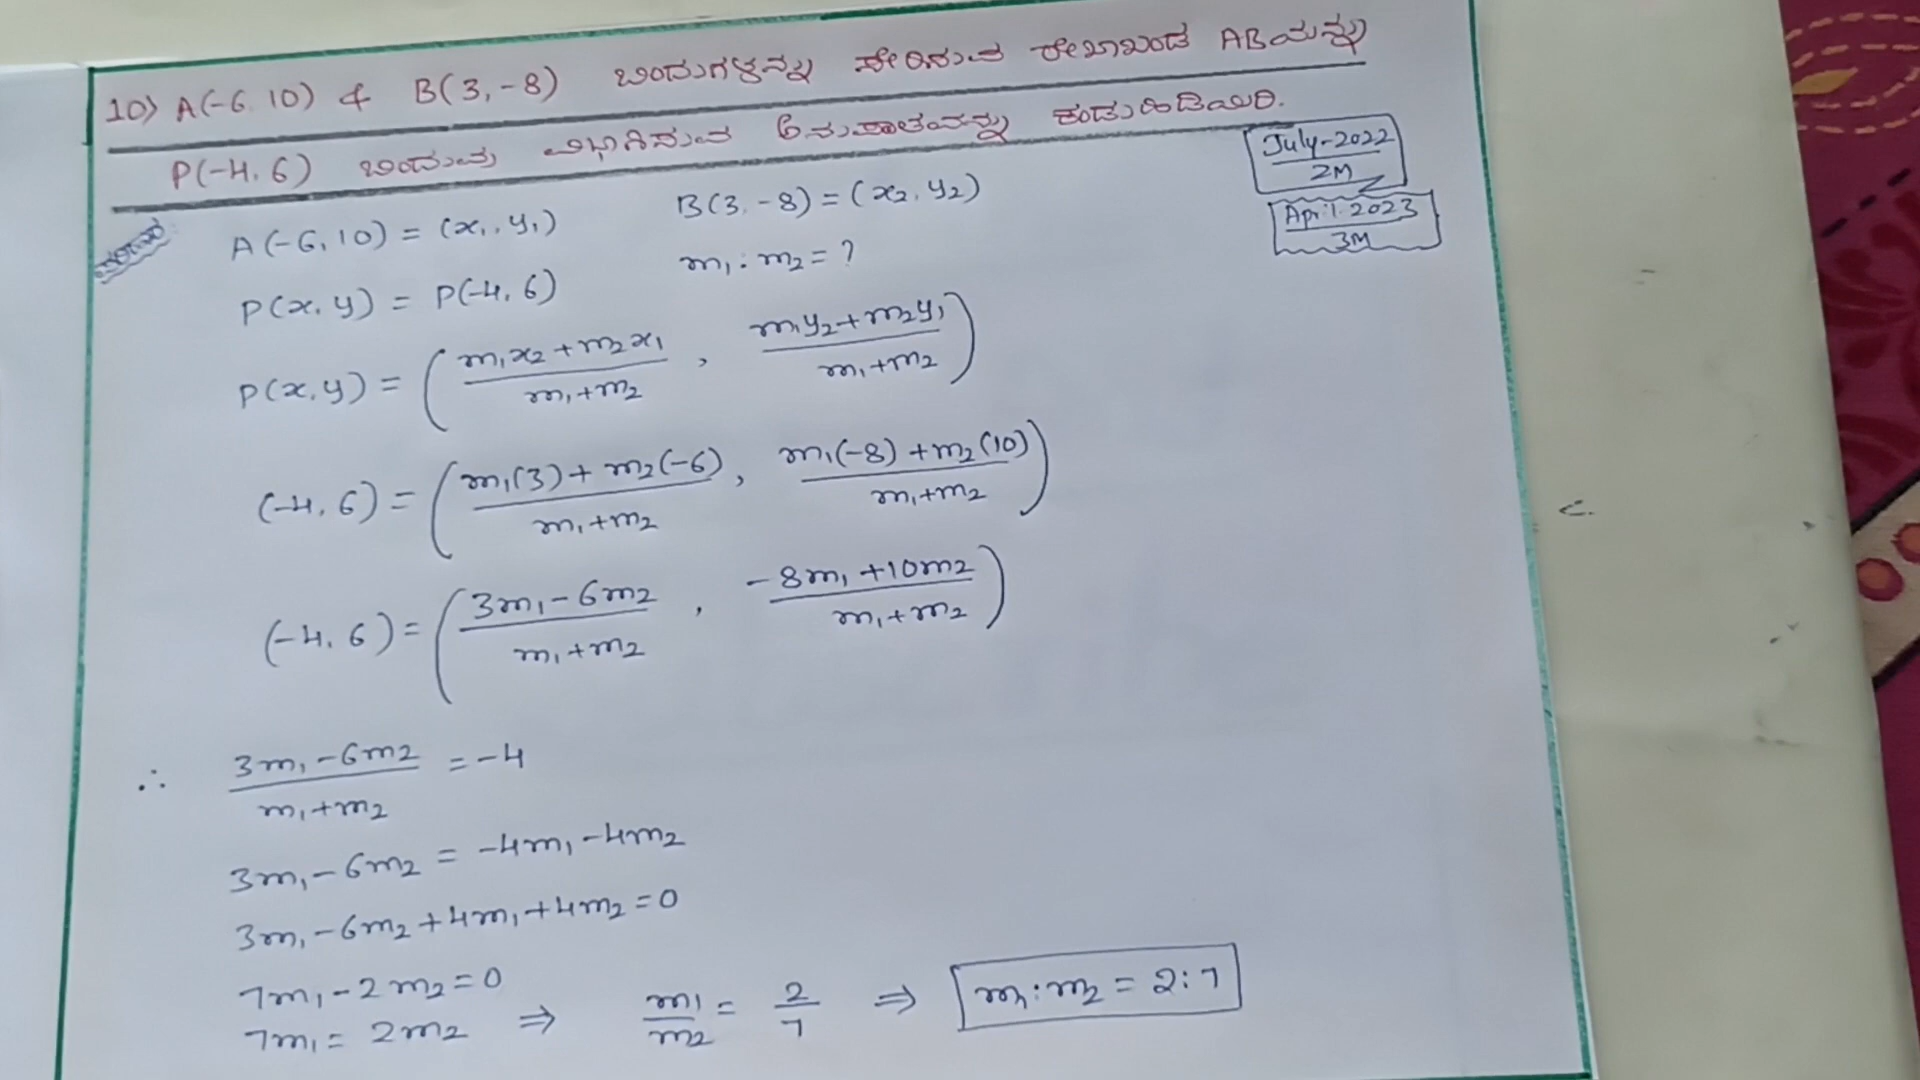 10) A(-6, 10) & B(3, -8) ಬಿಂದುಗಳನ್ನು ಸೇರಿಸುವ ರೇಖಾಖಂಡ ABಯನ್ನು
P(-4, 6) ಬಿಂದುವು ವಿಭಾಗಿಸುವ ಅನುಪಾತವನ್ನು ಕಂಡುಹಿಡಿಯಿರಿ.
July-2022
2M
April 2023
3M
A(-6, 10) = (x₁, y₁) B(3, -8) = (x₂, y₂)
P(x, y) = P(-4, 6) m₁ : m₂ = ?
P(x, y) = ( (m₁x₂ + m₂x₁)/(m₁+m₂) , (m₁y₂ + m₂y₁)/(m₁+m₂) )
(-4, 6) = ( (m₁(3) + m₂(-6))/(m₁+m₂) , (m₁(-8) + m₂(10))/(m₁+m₂) )
(-4, 6) = ( (3m₁ - 6m₂)/(m₁+m₂) , (-8m₁ + 10m₂)/(m₁+m₂) )
∴ (3m₁ - 6m₂)/(m₁+m₂) = -4
3m₁ - 6m₂ = -4m₁ - 4m₂
3m₁ - 6m₂ + 4m₁ + 4m₂ = 0
7m₁ - 2m₂ = 0
7m₁ = 2m₂ ⇒ m₁/m₂ = 2/7 ⇒ m₁ : m₂ = 2 : 7